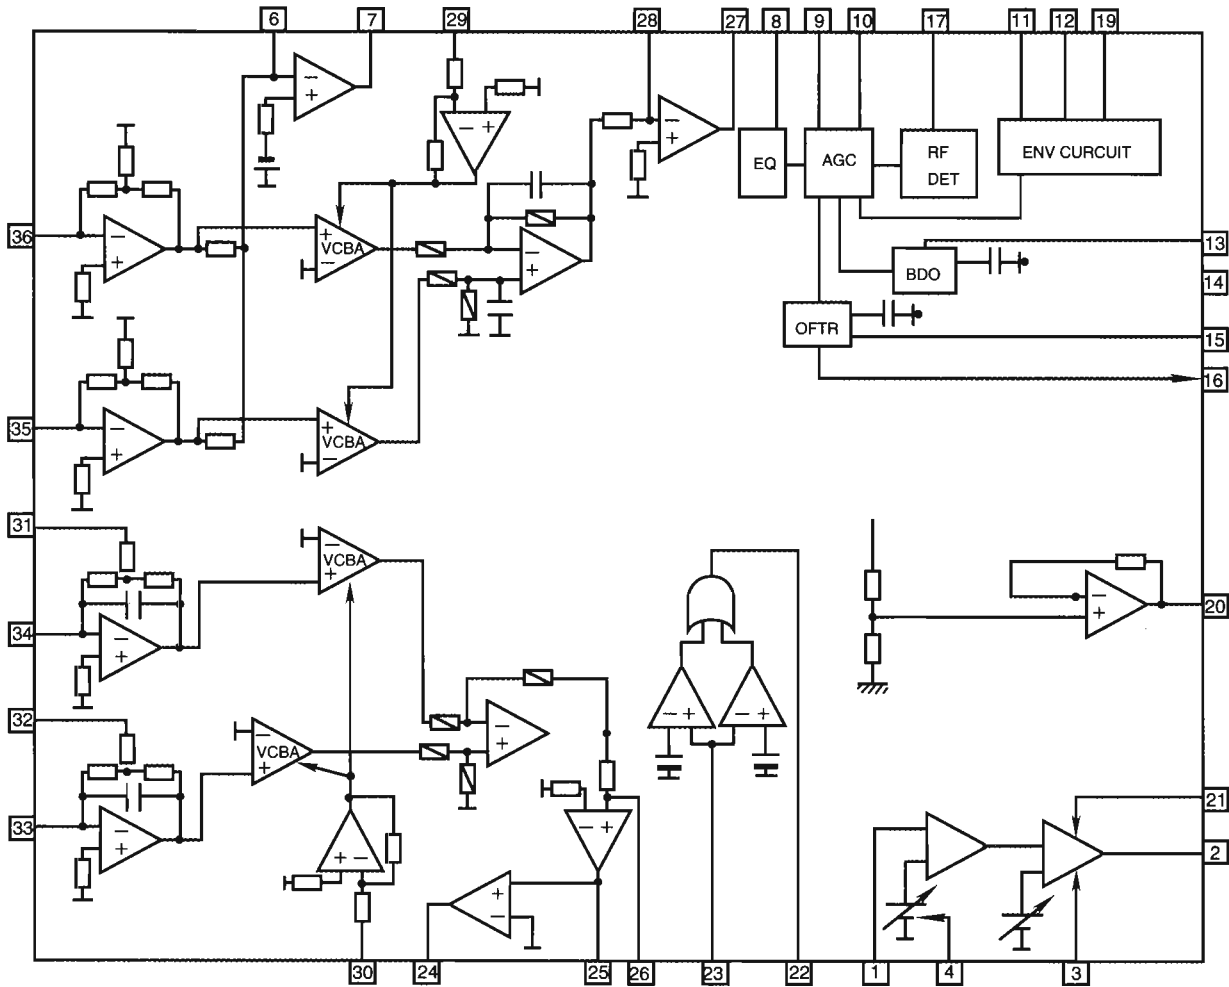 6 7 29 28 27 8 9 10 17 11 12 19
− +
− +
− +
EQ AGC RF DET ENV CURCUIT
36 − + + VCBA − − + BDO 13
14
OFTR 15
16
35 − + + VCBA −
31 − VCBA +
34 − + − + 20
32 − VCBA + − + − + − +
33 − + − + 21
+ − + − 2
30 24 25 26 23 22 1 4 3